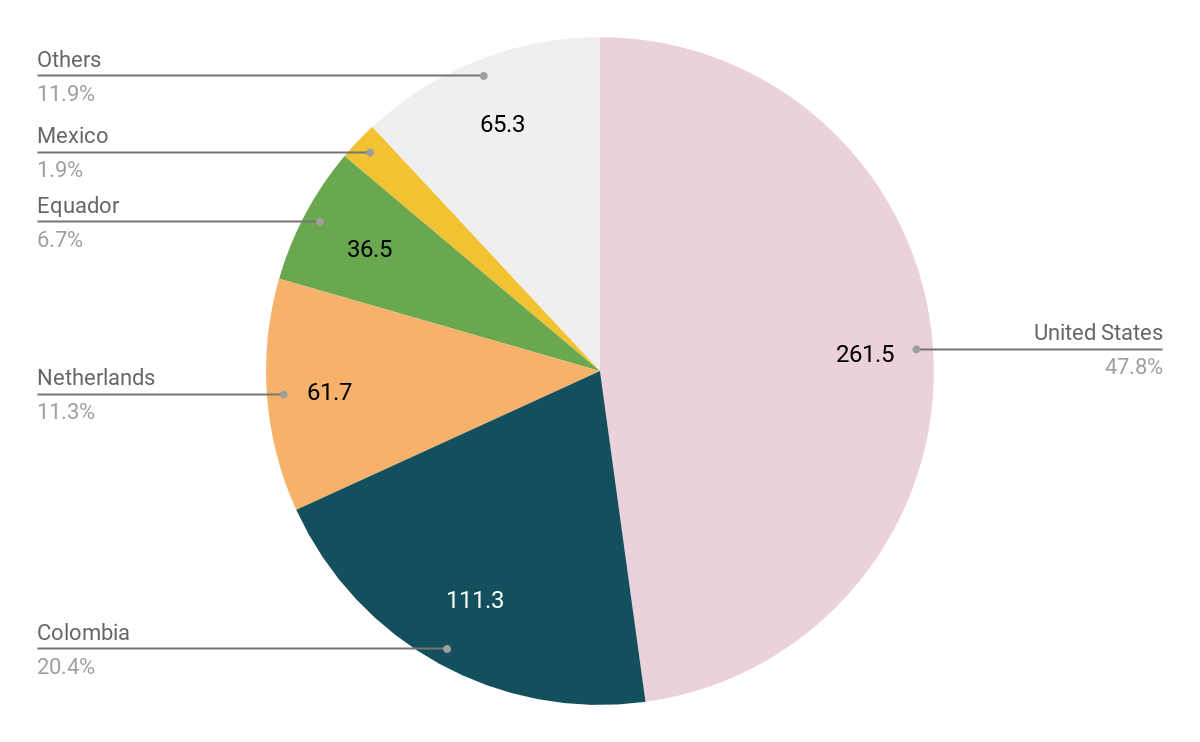 Others
11.9%
65.3
Mexico
1.9%
Equador
6.7%
36.5
United States
47.8%
261.5
Netherlands
11.3%
61.7
111.3
Colombia
20.4%